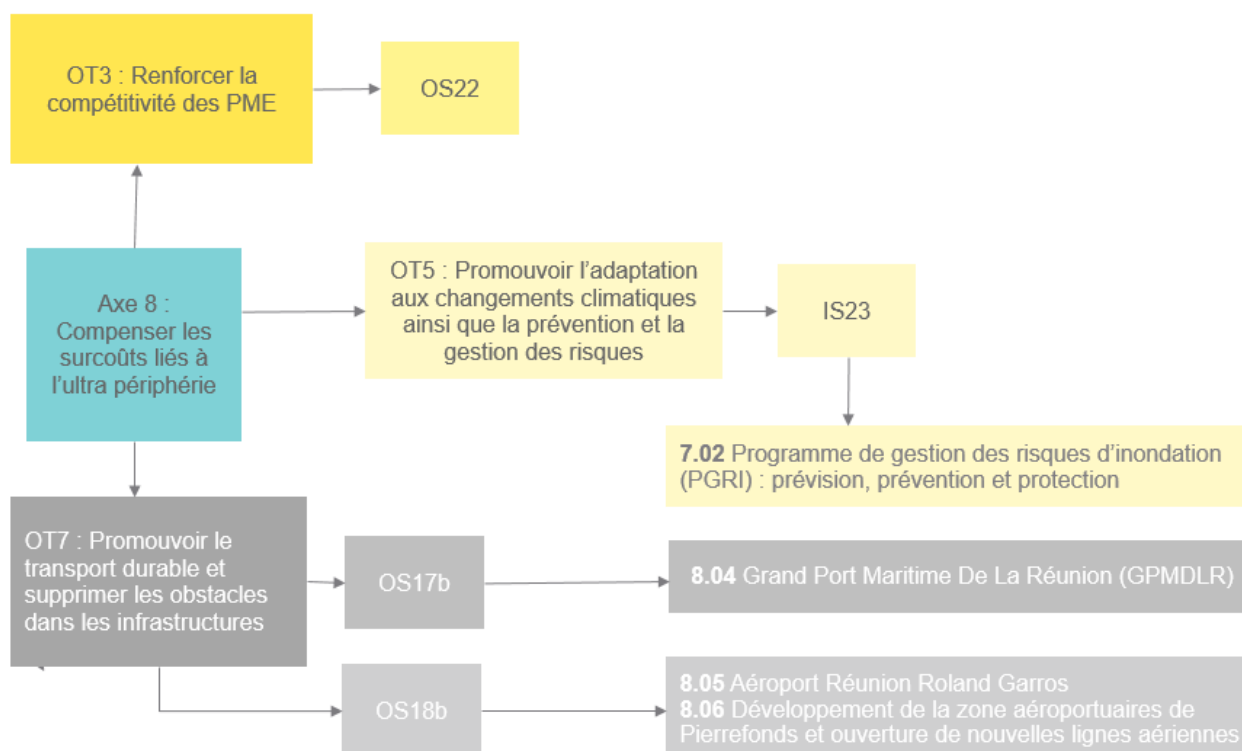 OT3 : Renforcer la
compétitivité des PME
OS22
Axe 8 :
Compenser les
surcoûts liés à
l’ultra périphérie
OT5 : Promouvoir l’adaptation
aux changements climatiques
ainsi que la prévention et la
gestion des risques
IS23
7.02 Programme de gestion des risques d’inondation
(PGRI) : prévision, prévention et protection
OT7 : Promouvoir le
transport durable et
supprimer les obstacles
dans les infrastructures
OS17b
8.04 Grand Port Maritime De La Réunion (GPMDLR)
OS18b
8.05 Aéroport Réunion Roland Garros
8.06 Développement de la zone aéroportuaires de
Pierrefonds et ouverture de nouvelles lignes aériennes